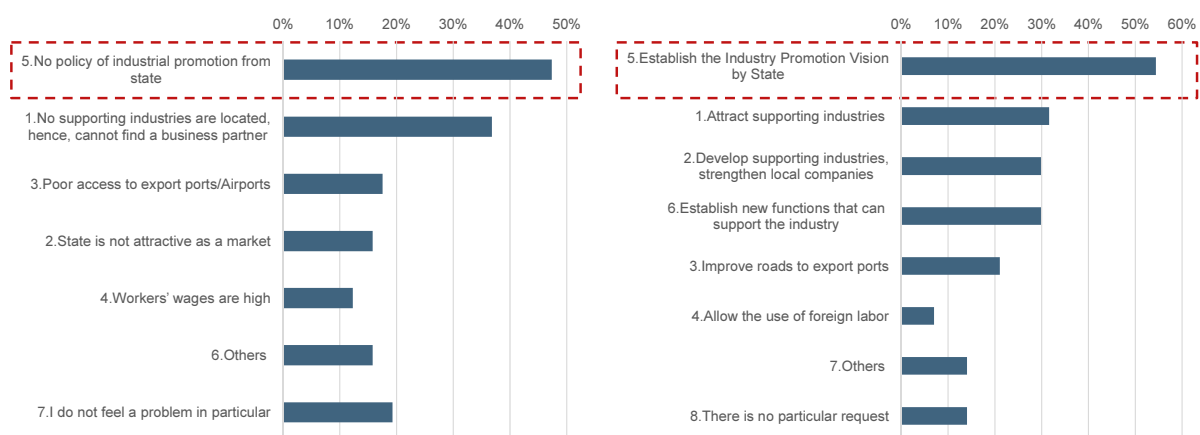 0% 10% 20% 30% 40% 50%
5.No policy of industrial promotion from
state
1.No supporting industries are located,
hence, cannot find a business partner
3.Poor access to export ports/Airports
2.State is not attractive as a market
4.Workers' wages are high
6.Others
7.I do not feel a problem in particular
0% 10% 20% 30% 40% 50% 60%
5.Establish the Industry Promotion Vision
by State
1.Attract supporting industries
2.Develop supporting industries,
strengthen local companies
6.Establish new functions that can
support the industry
3.Improve roads to export ports
4.Allow the use of foreign labor
7.Others
8.There is no particular request